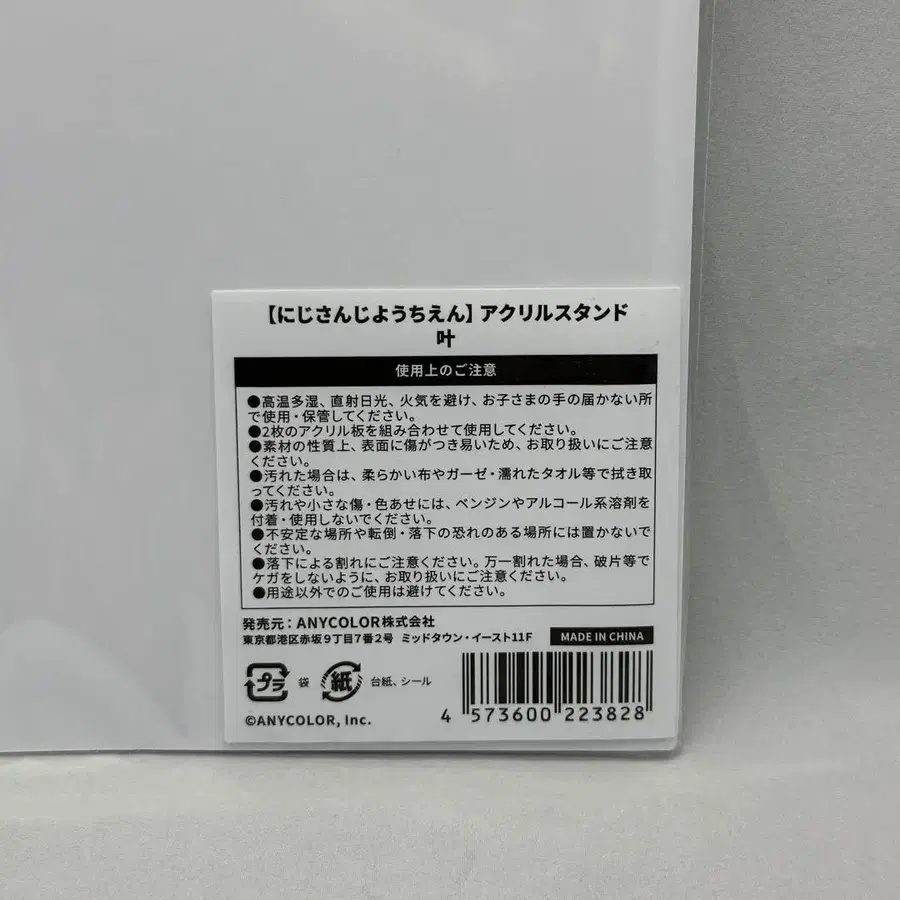 【にじさんじようちえん】アクリルスタンド
叶
使用上のご注意
●高温多湿、直射日光、火気を避け、お子さまの手の届かない所
で使用・保管してください。
●2枚のアクリル板を組み合わせて使用してください。
●素材の性質上、表面に傷がつき易いため、お取り扱いにご注意
ください。
●汚れた場合は、柔らかい布やガーゼ・濡れたタオル等で拭き取
ってください。
●汚れや小さな傷・色あせには、ベンジンやアルコール系溶剤を
付着・使用しないでください。
●不安定な場所や転倒・落下の恐れのある場所には置かないで
ください。
●落下による割れにご注意ください。万一割れた場合、破片等で
ケガをしないように、お取り扱いにご注意ください。
●用途以外でのご使用は避けてください。
発売元：ANYCOLOR株式会社
東京都港区赤坂9丁目7番2号 ミッドタウン・イースト11F
MADE IN CHINA
プラ 袋 紙 台紙、シール
©ANYCOLOR, Inc.
4 573600 223828